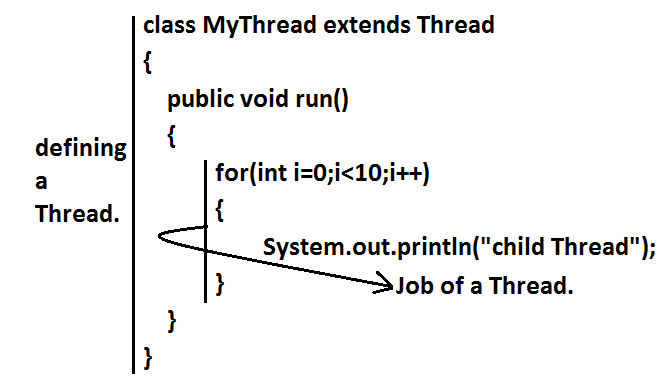 class MyThread extends Thread
{
public void run()
{
defining
a
Thread.
for(int i=0;i<10;i++)
{
System.out.println("child Thread");
}
Job of a Thread.
}
}